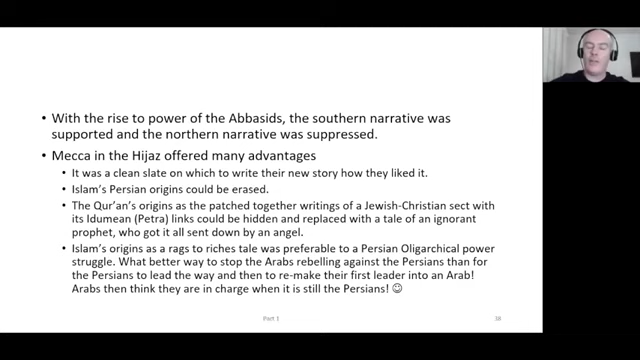 • With the rise to power of the Abbasids, the southern narrative was
supported and the northern narrative was suppressed.
• Mecca in the Hijaz offered many advantages
• It was a clean slate on which to write their new story how they liked it.
• Islam's Persian origins could be erased.
• The Qur'an's origins as the patched together writings of a Jewish-Christian sect with
its Idumean (Petra) links could be hidden and replaced with a tale of an ignorant
prophet, who got it all sent down by an angel.
• Islam's origins as a rags to riches tale was preferable to a Persian Oligarchical power
struggle. What better way to stop the Arabs rebelling against the Persians than for
the Persians to lead the way and then to re-make their first leader into an Arab!
Arabs then think they are in charge when it is still the Persians! ☺
Part 1
38